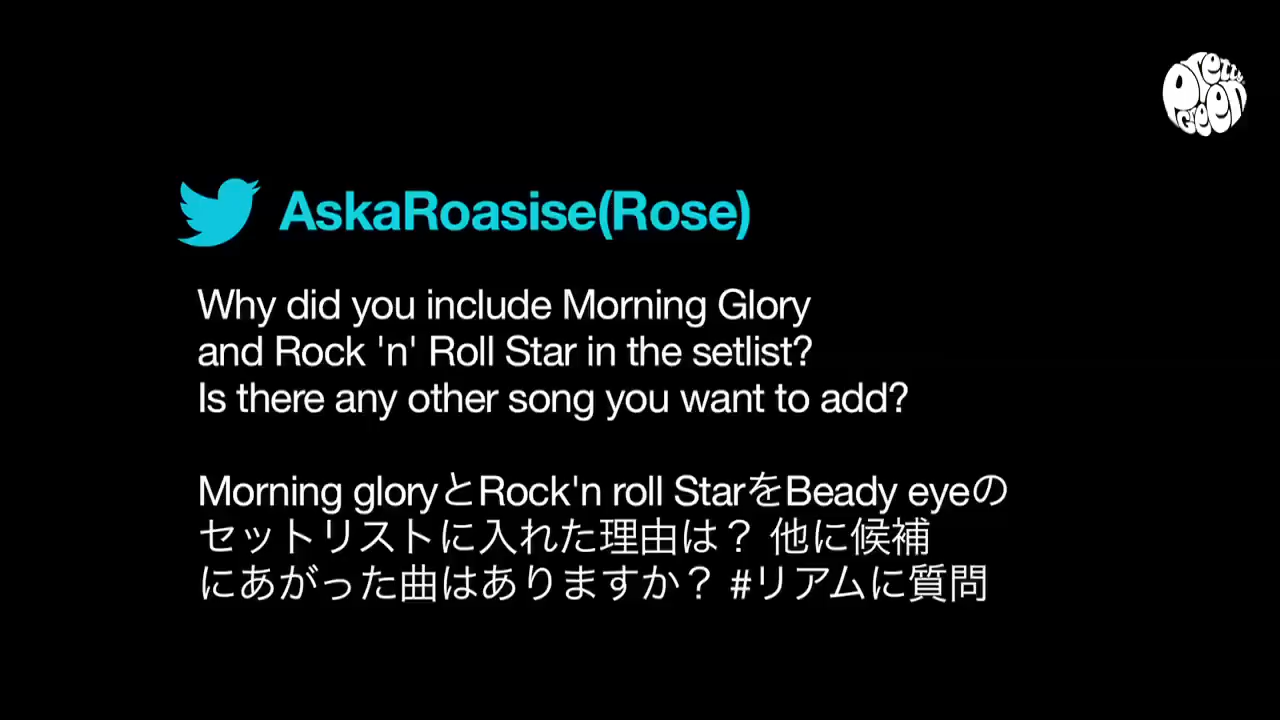 Pretty Green
AskaRoasise(Rose)
Why did you include Morning Glory
and Rock 'n' Roll Star in the setlist?
Is there any other song you want to add?
Morning gloryとRock'n roll StarをBeady eyeの
セットリストに入れた理由は？ 他に候補
にあがった曲はありますか？ #リアムに質問